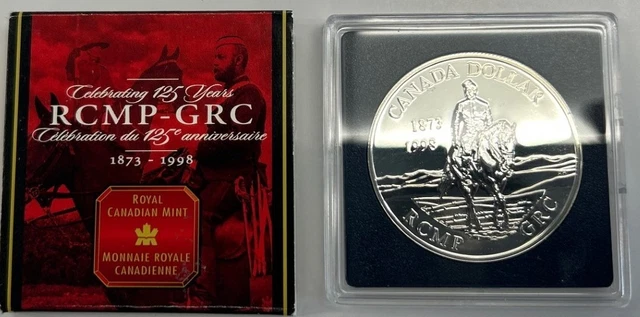 Celebrating 125 Years
RCMP-GRC
Célébration du 125e anniversaire
1873 - 1998
ROYAL
CANADIAN MINT
MONNAIE ROYALE
CANADIENNE
CANADA DOLLAR
1873
1998
RCMP GRC